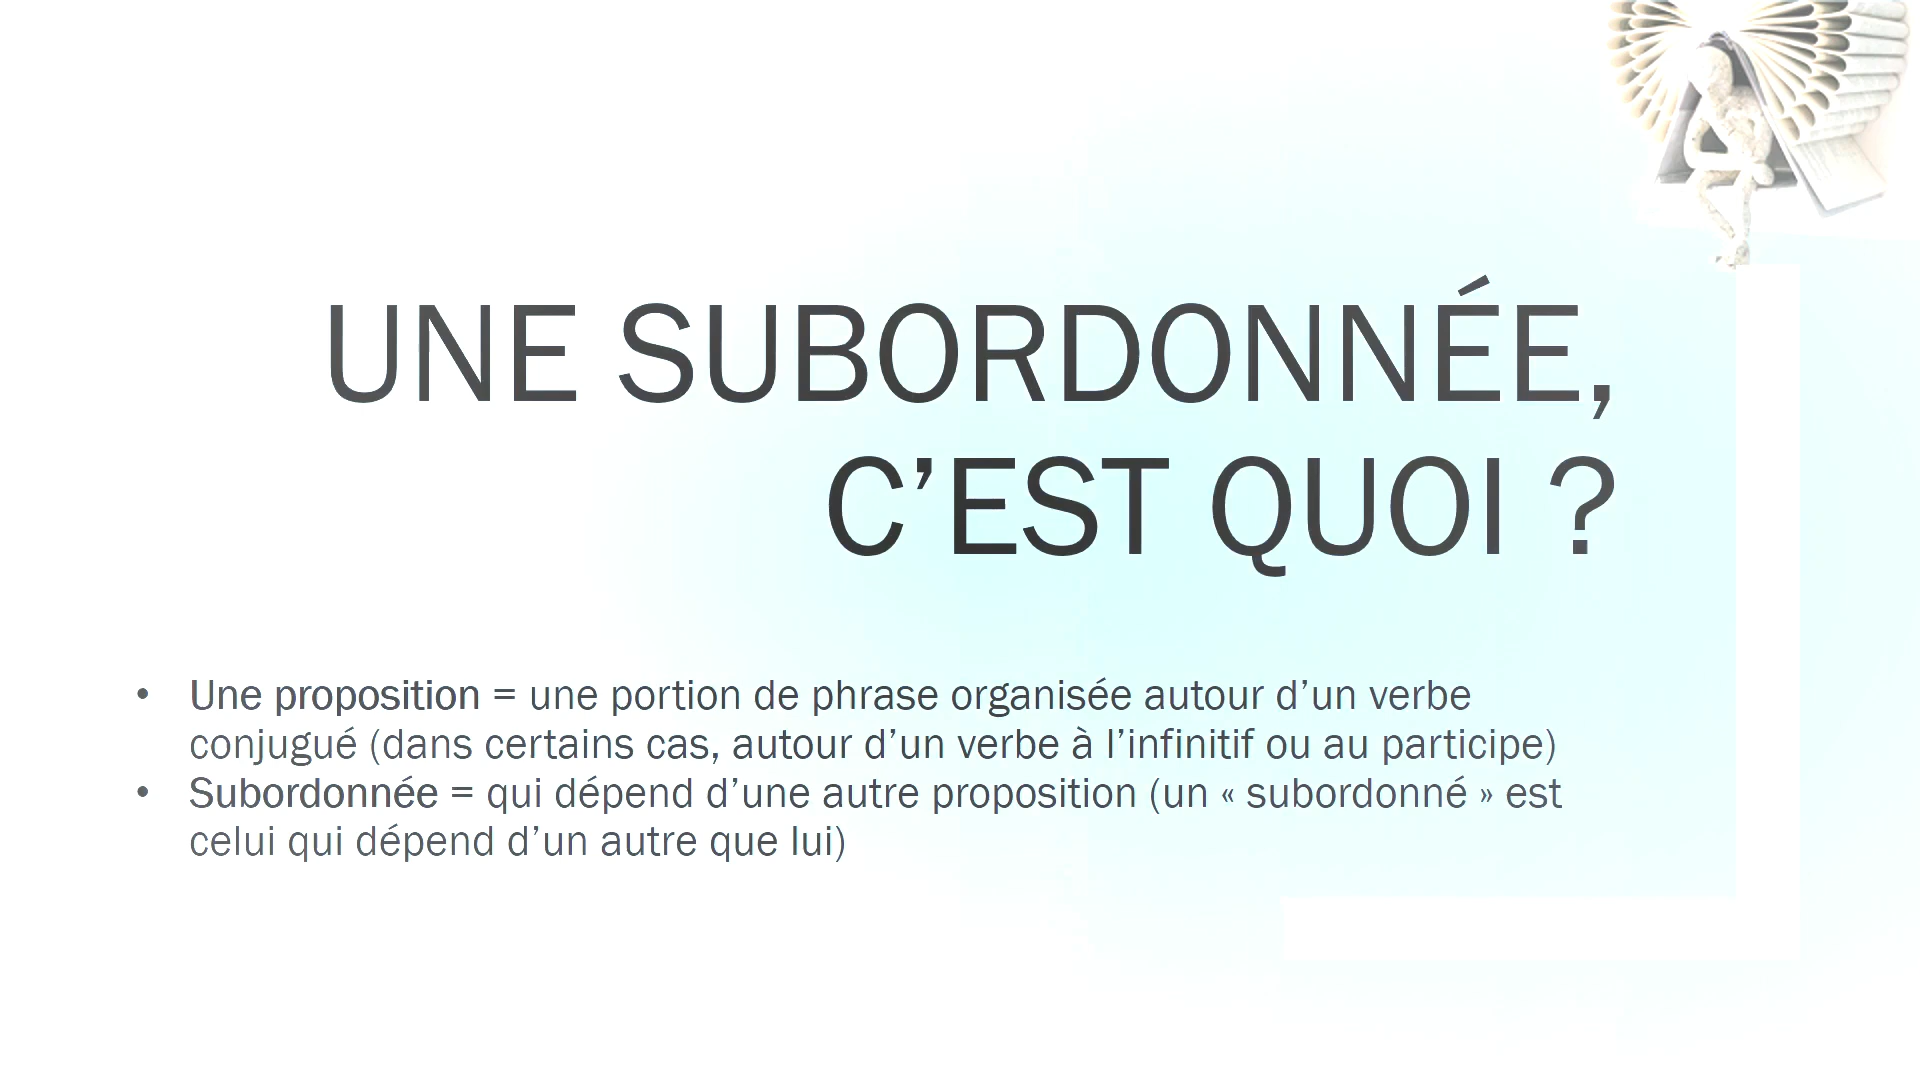 UNE SUBORDONNÉE,
C’EST QUOI ?
• Une proposition = une portion de phrase organisée autour d’un verbe
conjugué (dans certains cas, autour d’un verbe à l’infinitif ou au participe)
• Subordonnée = qui dépend d’une autre proposition (un « subordonné » est
celui qui dépend d’un autre que lui)